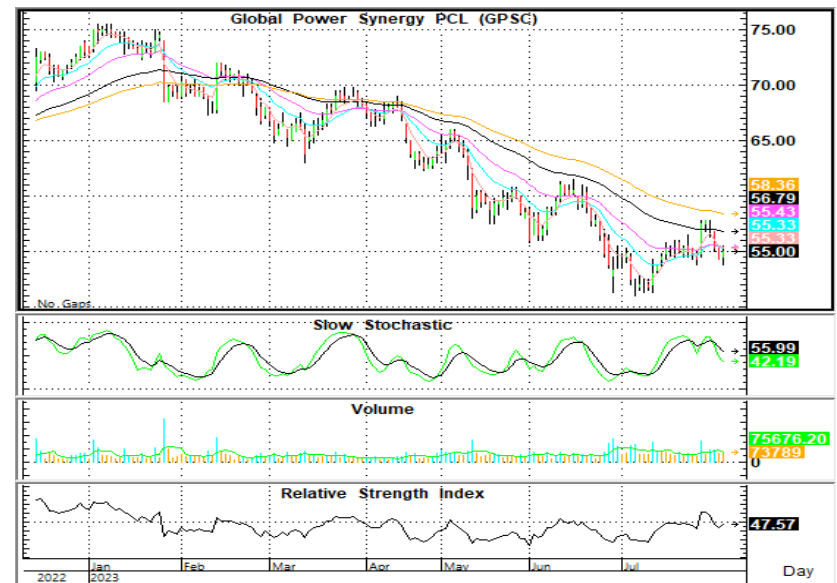 Global Power Synergy PCL (GPSC)
75.00
70.00
65.00
58.36
56.79
55.43
55.33
55.33
55.00
No Gaps
Slow Stochastic
55.99
42.19
Volume
75676.20
73789
0
Relative Strength Index
47.57
Jan Feb Mar Apr May Jun Jul
2022 2023
Day